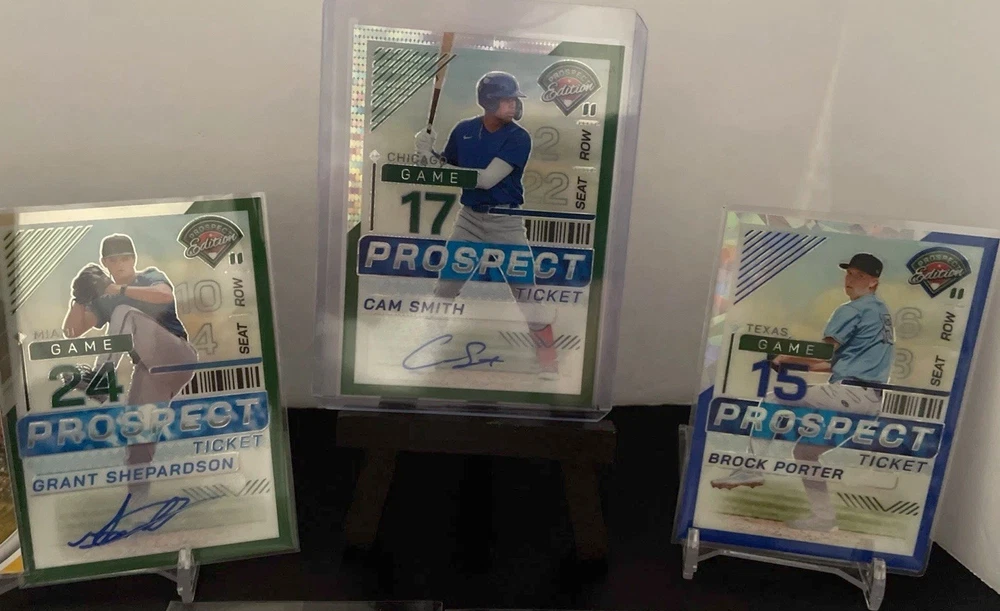 PROSPECT
Edition
MIAMI
GAME
24
10
ROW
4
SEAT
PROSPECT
TICKET
GRANT SHEPARDSON
PROSPECT
Edition
CHICAGO
GAME
17
2
ROW
22
SEAT
PROSPECT
TICKET
CAM SMITH
PROSPECT
Edition
TEXAS
GAME
15
6
ROW
3
SEAT
PROSPECT
TICKET
BROCK PORTER